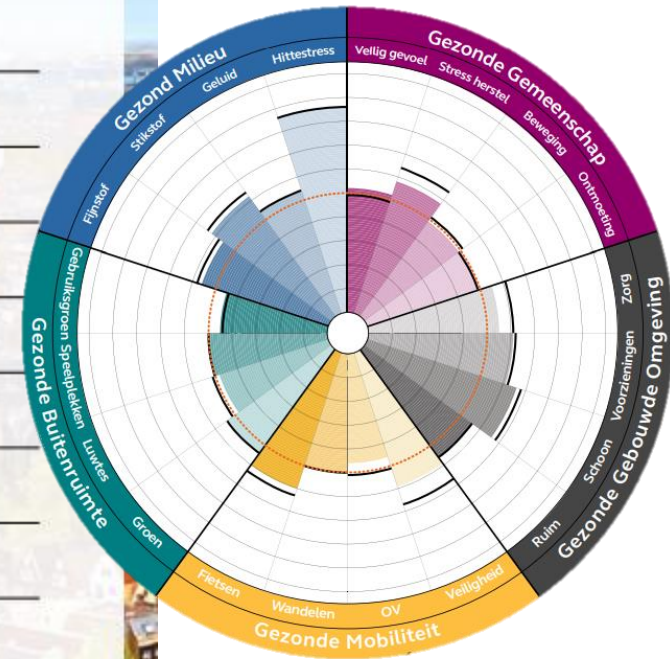 Gezond Milieu
Fijnstof
Stikstof
Geluid
Hittestress
Gezonde Gemeenschap
Veilig gevoel
Stress herstel
Beweging
Ontmoeting
Gezonde Gebouwde Omgeving
Zorg
Voorzieningen
Schoon
Ruim
Gezonde Mobiliteit
Fietsen
Wandelen
OV
Veiligheid
Gezonde Buitenruimte
Gebruiksgroen
Speelplekken
Luwtes
Groen